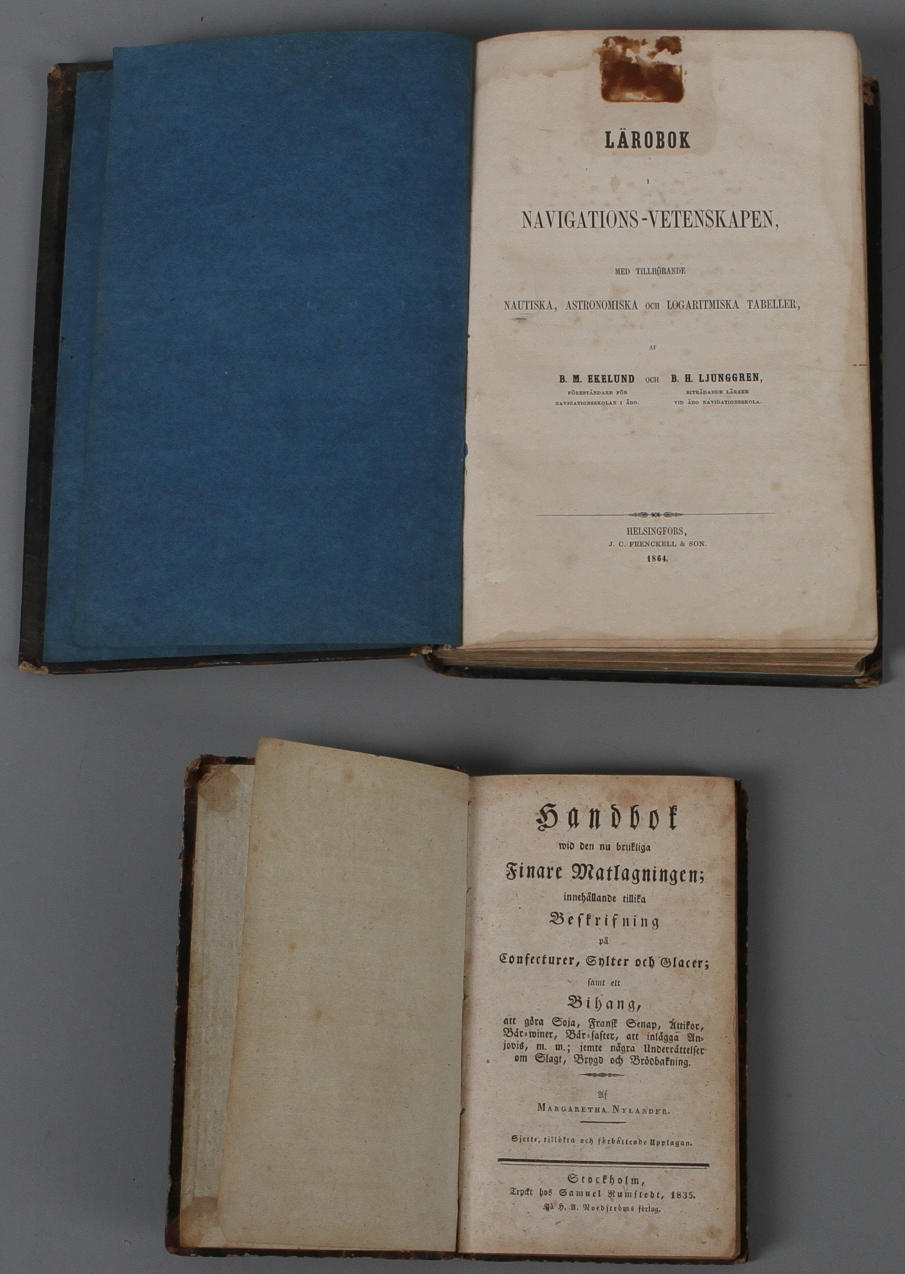 LÄROBOK
I
NAVIGATIONS-VETENSKAPEN,
MED TILLHÖRANDE
NAUTISKA, ASTRONOMISKA OCH LOGARITMISKA TABELLER,
AF
B. M. EKELUND OCH B. H. LJUNGGREN,
FÖRESTÅNDARE FÖR BITRÄDANDE LÄRARE
NAVIGATIONSSKOLAN I ÅBO. VID ÅBO NAVIGATIONSSKOLA.
HELSINGFORS,
J. C. FRENCKELL & SON.
1864.
Handbok
wid den nu brukliga
Finare Matlagningen;
innehållande tillika
Beskrifning
på
Confecturer, Sylter och Glacer;
samt ett
Bihang,
att göra Soja, Fransk Senap, Ättikor,
Bär-winer, Bär-safter, att inlägga An-
jovis, m. m.; jemte några Underrättelser
om Slagt, Brygd och Brödbakning.
Af
MARGARETHA NYLANDER.
Sjette, tillökta och förbättrade Upplagan.
Stockholm,
Tryckt hos Samuel Rumstedt, 1835.
På H. A. Nordströms förlag.